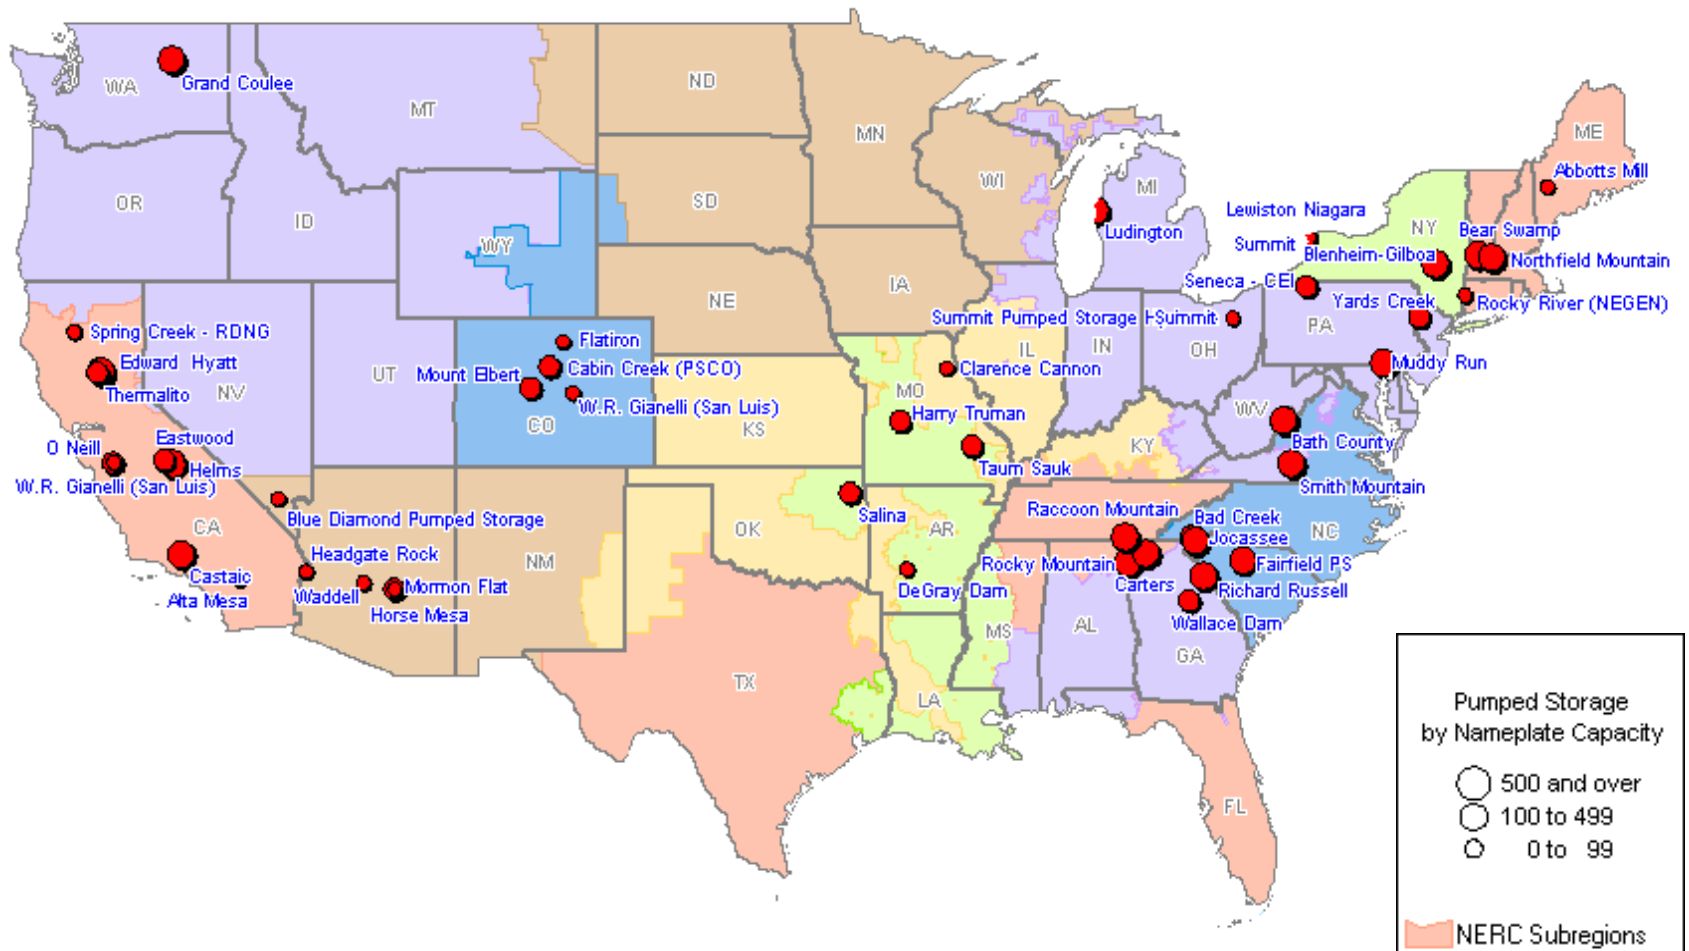 WA
Grand Coulee
MT
ND
MN
ME
Abbotts Mill
OR
ID
SD
WI
MI
Ludington
Lewiston Niagara
NY
Bear Swamp
Summit
Blenheim-Gilboa
Northfield Mountain
WY
Seneca - CEI
Yards Creek
Rocky River (NEGEN)
NE
IA
Spring Creek - RDNG
Flatiron
Summit Pumped Storage H
Summit
PA
Edward Hyatt
Thermalito
NV
UT
Mount Elbert
Cabin Creek (PSCO)
W.R. Gianelli (San Luis)
CO
KS
MO
Clarence Cannon
IL
IN
OH
Muddy Run
Harry Truman
WV
Bath County
O Neill
Eastwood
Helms
W.R. Gianelli (San Luis)
Taum Sauk
KY
Smith Mountain
CA
Blue Diamond Pumped Storage
Salina
OK
AR
Raccoon Mountain
Bad Creek
Jocassee
NC
Headgate Rock
NM
Castaic
Alta Mesa
Waddell
Mormon Flat
Horse Mesa
DeGray Dam
Rocky Mountain
Carters
Fairfield PS
Richard Russell
Wallace Dam
MS
AL
GA
TX
LA
FL
Pumped Storage
by Nameplate Capacity
500 and over
100 to 499
0 to 99
NERC Subregions